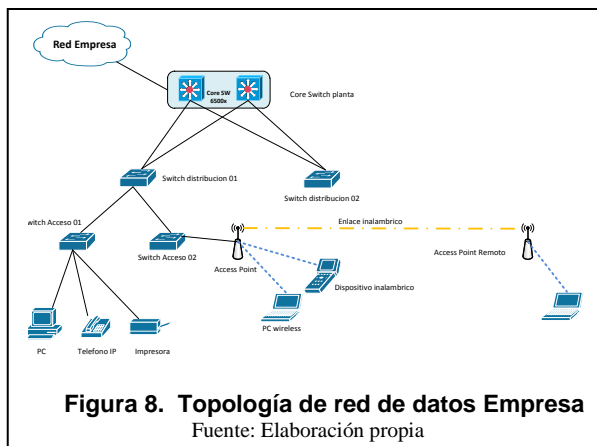 Red Empresa
Core SW
6500x
Core Switch planta
Switch distribucion 01
Switch distribucion 02
witch Acceso 01
Switch Acceso 02
Enlace inalambrico
Access Point
Access Point Remoto
Dispositivo inalambrico
PC wireless
PC
Telefono IP
Impresora
Figura 8. Topología de red de datos Empresa
Fuente: Elaboración propia